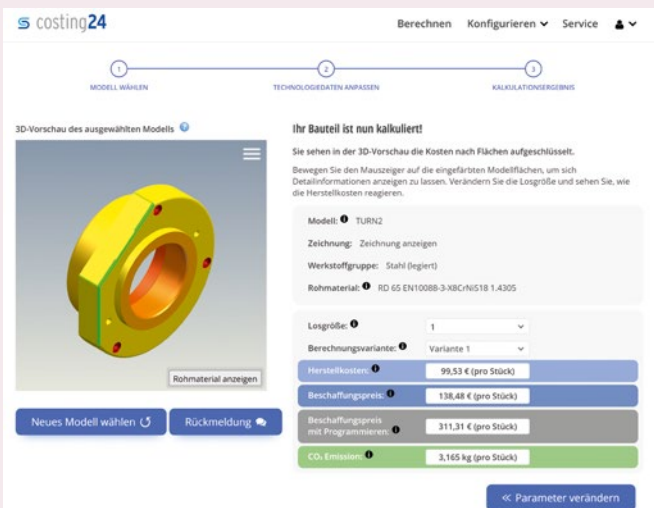 costing24
Berechnen Konfigurieren Service
1 2 3
MODELL WÄHLEN TECHNOLOGIEDATEN ANPASSEN KALKULATIONSERGEBNIS
3D-Vorschau des ausgewählten Modells ?
Rohmaterial anzeigen
Neues Modell wählen Rückmeldung
Ihr Bauteil ist nun kalkuliert!
Sie sehen in der 3D-Vorschau die Kosten nach Flächen aufgeschlüsselt.
Bewegen Sie den Mauszeiger auf die eingefärbten Modellflächen, um sich
Detailinformationen anzeigen zu lassen. Verändern Sie die Losgröße und sehen Sie, wie
die Herstellkosten reagieren.
Modell: TURN2
Zeichnung: Zeichnung anzeigen
Werkstoffgruppe: Stahl (legiert)
Rohmaterial: RD 65 EN10088-3-X8CrNiS18 1.4305
Losgröße: 1
Berechnungsvariante: Variante 1
Herstellkosten: 99,53 € (pro Stück)
Beschaffungspreis: 138,48 € (pro Stück)
Beschaffungspreis
mit Programmieren: 311,31 € (pro Stück)
CO₂ Emission: 3,165 kg (pro Stück)
≪ Parameter verändern